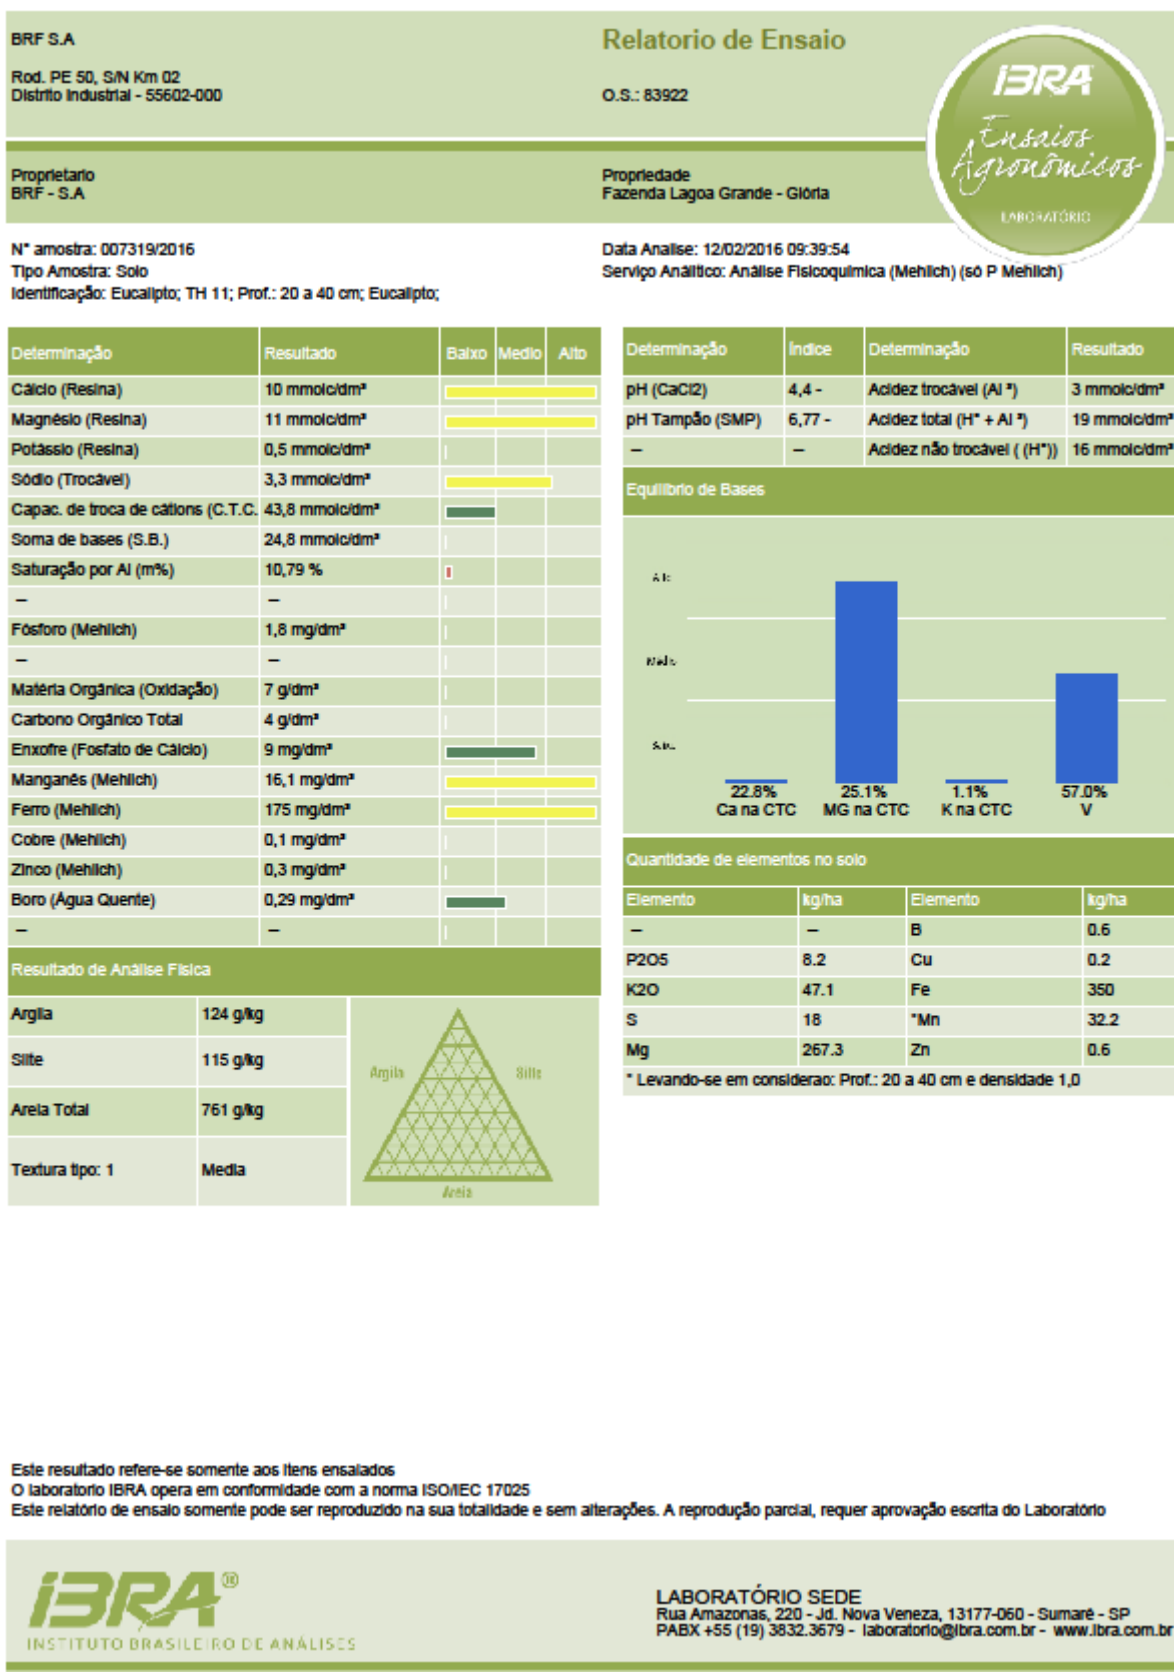 BRF S.A
Relatorio de Ensaio
Rod. PE 50, S/N Km 02
Distrito Industrial - 55602-000
O.S.: 83922
IBRA
Ensaios
Agronômicos
LABORATÓRIO
Proprietario
BRF - S.A
Propriedade
Fazenda Lagoa Grande - Glória
N° amostra: 007319/2016
Tipo Amostra: Solo
Identificação: Eucalipto; TH 11; Prof.: 20 a 40 cm; Eucalipto;
Data Analise: 12/02/2016 09:39:54
Serviço Análitico: Análise Fisicoquimica (Mehlich) (só P Mehlich)
Determinação Resultado Baixo Medio Alto
Cálcio (Resina) 10 mmolc/dm³
Magnésio (Resina) 11 mmolc/dm³
Potássio (Resina) 0,5 mmolc/dm³
Sódio (Trocável) 3,3 mmolc/dm³
Capac. de troca de cátions (C.T.C. 43,8 mmolc/dm³
Soma de bases (S.B.) 24,8 mmolc/dm³
Saturação por Al (m%) 10,79 %
– –
Fósforo (Mehlich) 1,8 mg/dm³
– –
Matéria Orgânica (Oxidação) 7 g/dm³
Carbono Orgânico Total 4 g/dm³
Enxofre (Fosfato de Cálcio) 9 mg/dm³
Manganês (Mehlich) 16,1 mg/dm³
Ferro (Mehlich) 175 mg/dm³
Cobre (Mehlich) 0,1 mg/dm³
Zinco (Mehlich) 0,3 mg/dm³
Boro (Água Quente) 0,29 mg/dm³
– –
Resultado de Análise Física
Argila 124 g/kg
Silte 115 g/kg
Areia Total 761 g/kg
Textura tipo: 1 Media
Argila Silte
Areia
Determinação Índice Determinação Resultado
pH (CaCl2) 4,4 - Acidez trocável (Al ³) 3 mmolc/dm³
pH Tampão (SMP) 6,77 - Acidez total (H⁺ + Al ³) 19 mmolc/dm³
– – Acidez não trocável ( (H⁺)) 16 mmolc/dm³
Equilíbrio de Bases
Alto
Médio
22.8% 25.1% 1.1% 57.0%
Ca na CTC MG na CTC K na CTC V
Quantidade de elementos no solo
Elemento kg/ha Elemento kg/ha
– – B 0.6
P2O5 8.2 Cu 0.2
K2O 47.1 Fe 350
S 18 *Mn 32.2
Mg 267.3 Zn 0.6
* Levando-se em considerao: Prof.: 20 a 40 cm e densidade 1,0
Este resultado refere-se somente aos itens ensaiados
O laboratorio IBRA opera em conformidade com a norma ISO/IEC 17025
Este relatório de ensaio somente pode ser reproduzido na sua totalidade e sem alterações. A reprodução parcial, requer aprovação escrita do Laboratório
IBRA®
INSTITUTO BRASILEIRO DE ANÁLISES
LABORATÓRIO SEDE
Rua Amazonas, 220 - Jd. Nova Veneza, 13177-060 - Sumaré - SP
PABX +55 (19) 3832.3679 - laboratorio@ibra.com.br - www.ibra.com.br